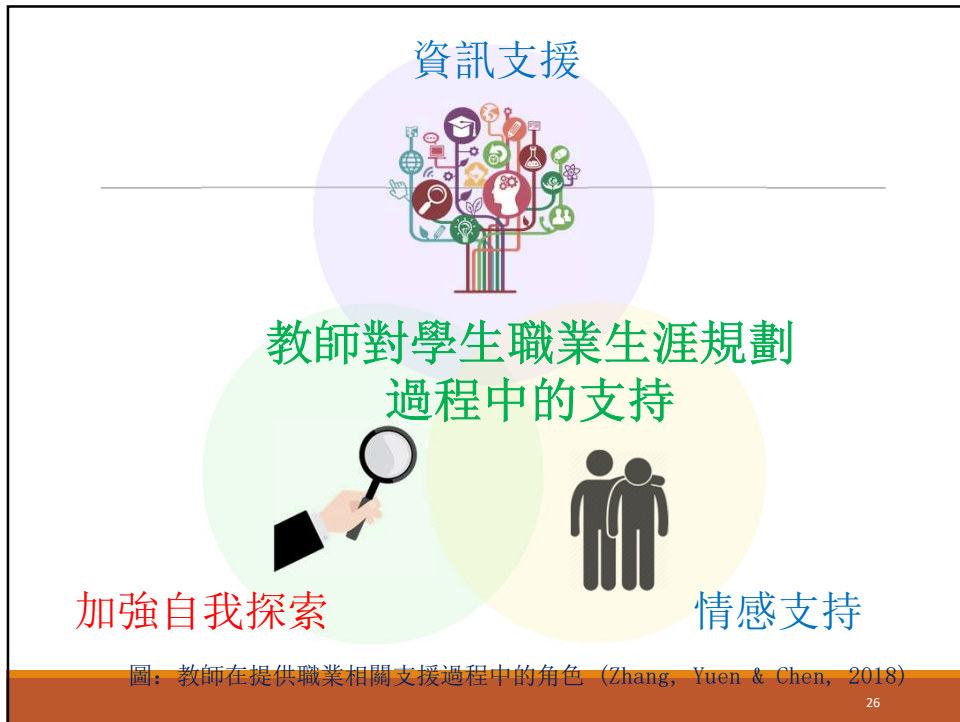 資訊支援
教師對學生職業生涯規劃
過程中的支持
加強自我探索
情感支持
圖：教師在提供職業相關支援過程中的角色 (Zhang, Yuen & Chen, 2018)
26